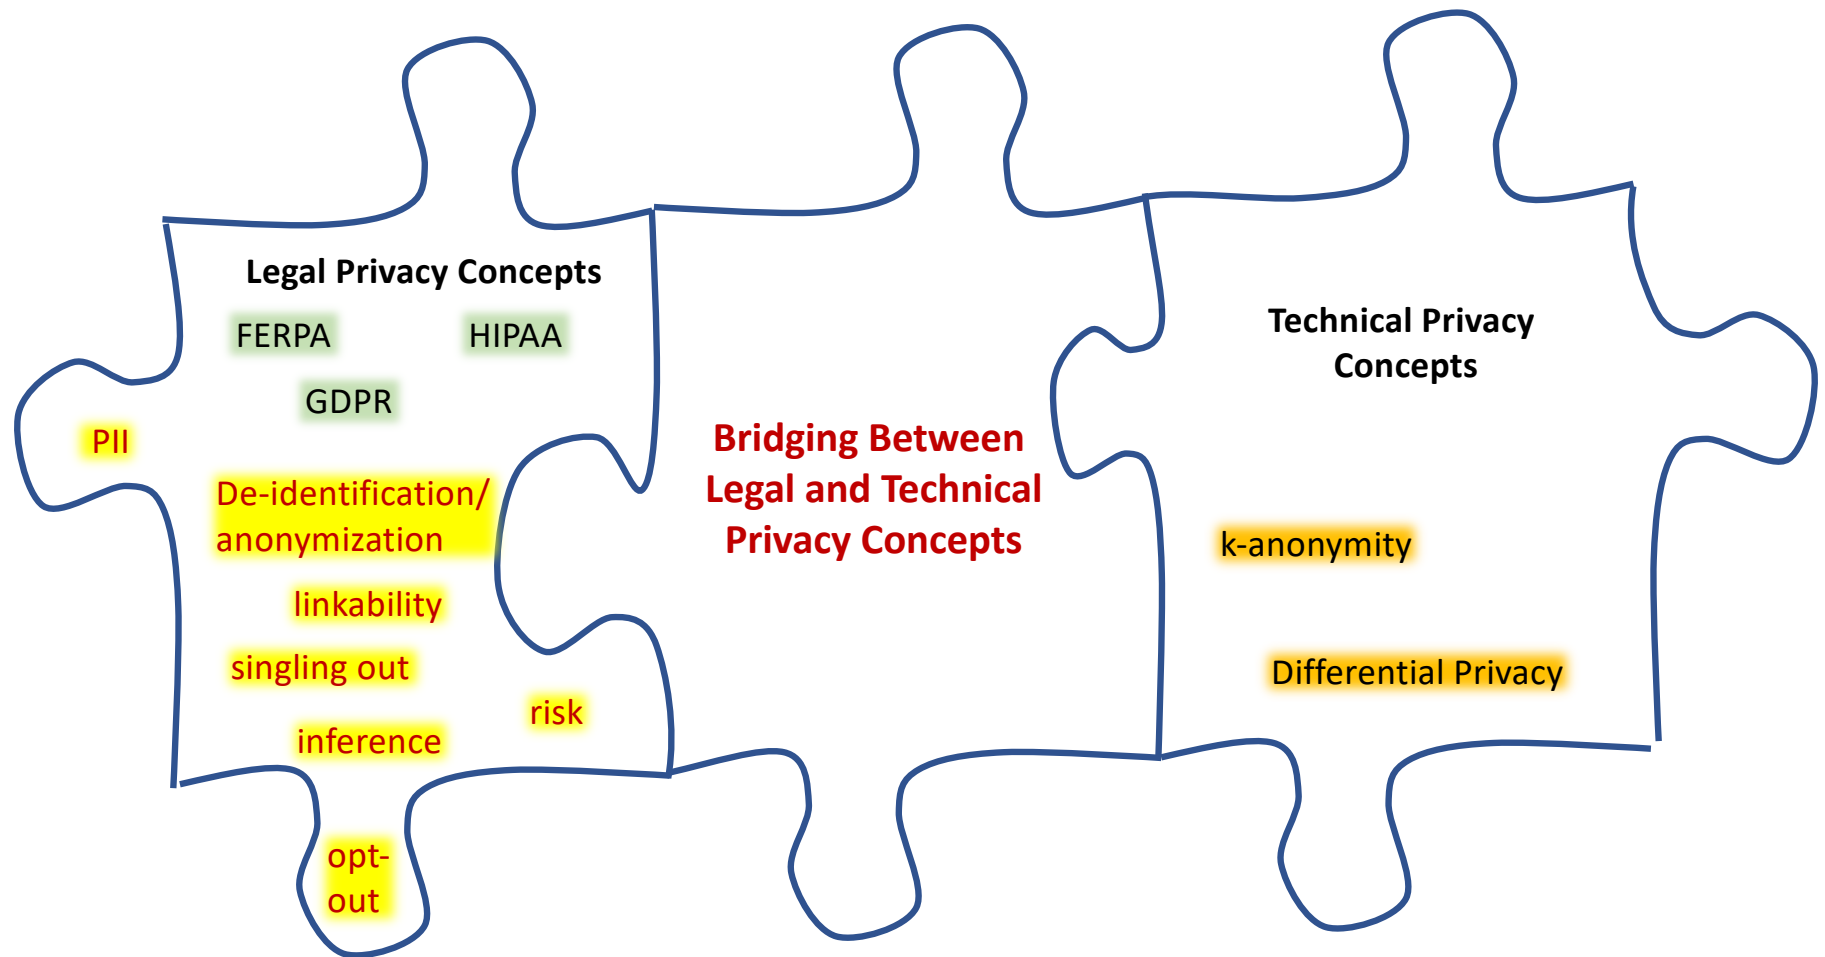 Legal Privacy Concepts
FERPA
HIPAA
GDPR
PII
De-identification/
anonymization
linkability
singling out
risk
inference
opt-
out
Bridging Between
Legal and Technical
Privacy Concepts
Technical Privacy
Concepts
k-anonymity
Differential Privacy